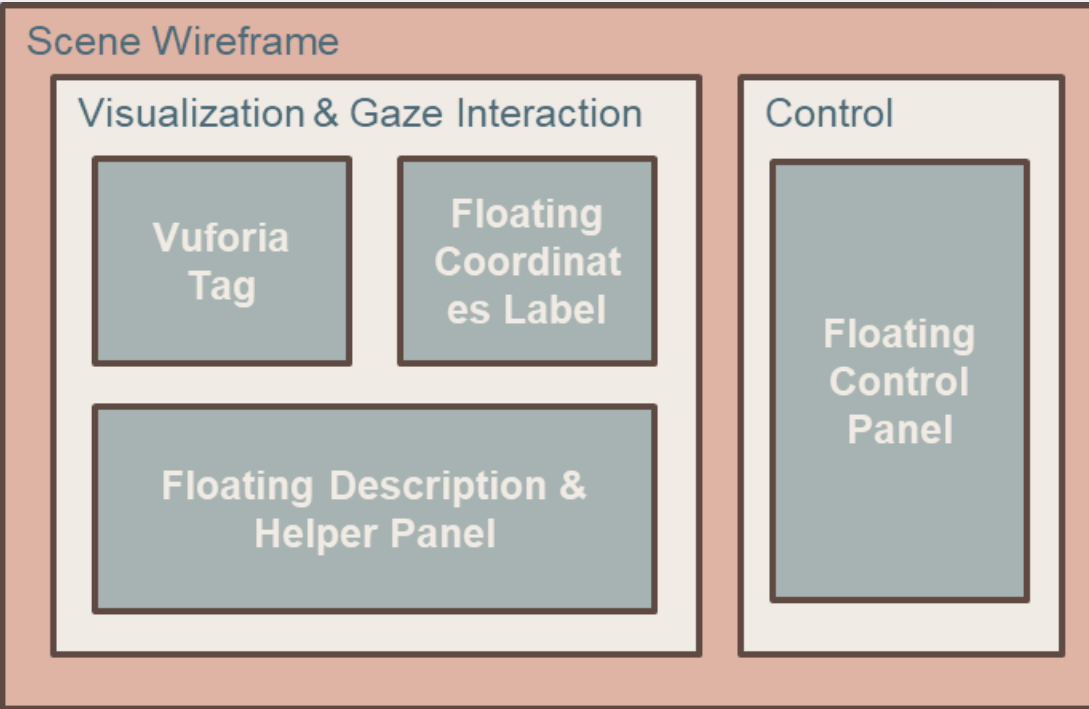 Scene Wireframe
Visualization & Gaze Interaction
Vuforia
Tag
Floating
Coordinat
es Label
Floating Description &
Helper Panel
Control
Floating
Control
Panel